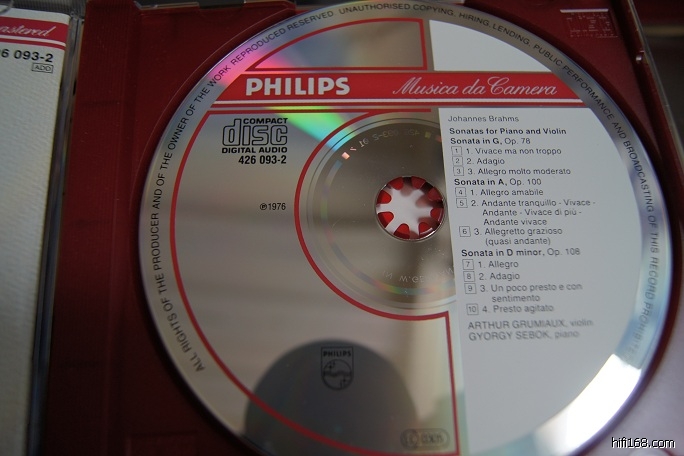 astered
26 093-2
ADD
ALL RIGHTS OF THE PRODUCER AND OF THE OWNER OF THE WORK REPRODUCED RESERVED. UNAUTHORISED COPYING, HIRING, LENDING, PUBLIC PERFORMANCE AND BROADCASTING OF THIS RECORD
PHILIPS
Musica da Camera
COMPACT
disc
DIGITAL AUDIO
426 093-2
℗1976
Johannes Brahms
Sonatas for Piano and Violin
Sonata in G, Op. 78
1 1. Vivace ma non troppo
2 2. Adagio
3 3. Allegro molto moderato
Sonata in A, Op. 100
4 1. Allegro amabile
5 2. Andante tranquillo - Vivace -
Andante - Vivace di più -
Andante vivace
6 3. Allegretto grazioso
(quasi andante)
Sonata in D minor, Op. 108
7 1. Allegro
8 2. Adagio
9 3. Un poco presto e con
sentimento
10 4. Presto agitato
ARTHUR GRUMIAUX, violin
GYORGY SEBOK, piano
PHILIPS
hifi168.com